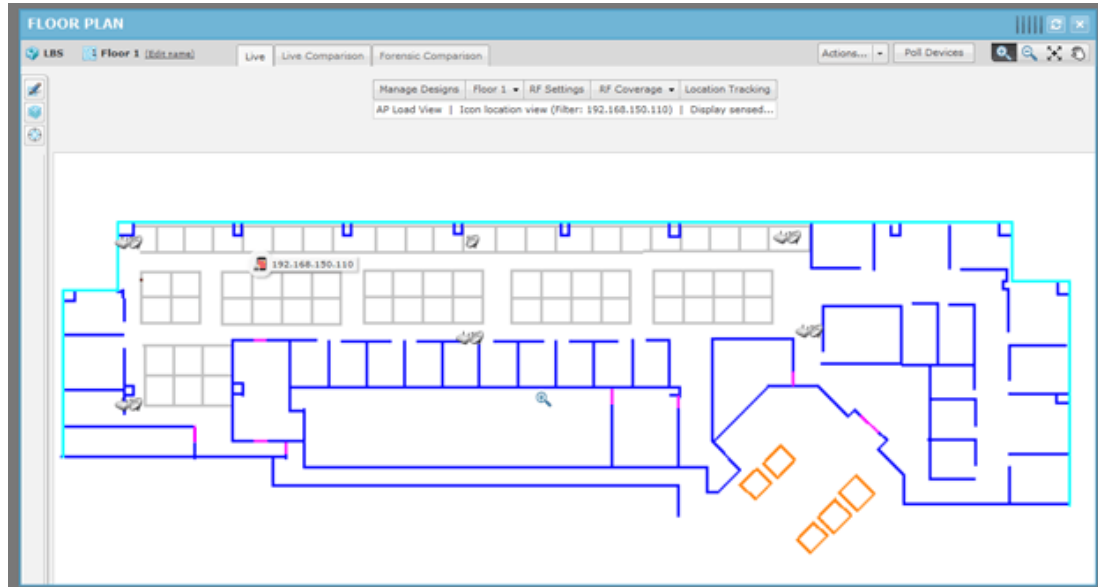 FLOOR PLAN
LBS Floor 1 (Edit name) Live Live Comparison Forensic Comparison Actions... Poll Devices
Manage Designs Floor 1 RF Settings RF Coverage Location Tracking
AP Load View | Icon location view (Filter: 192.168.150.110) | Display sensed...
192.168.150.110